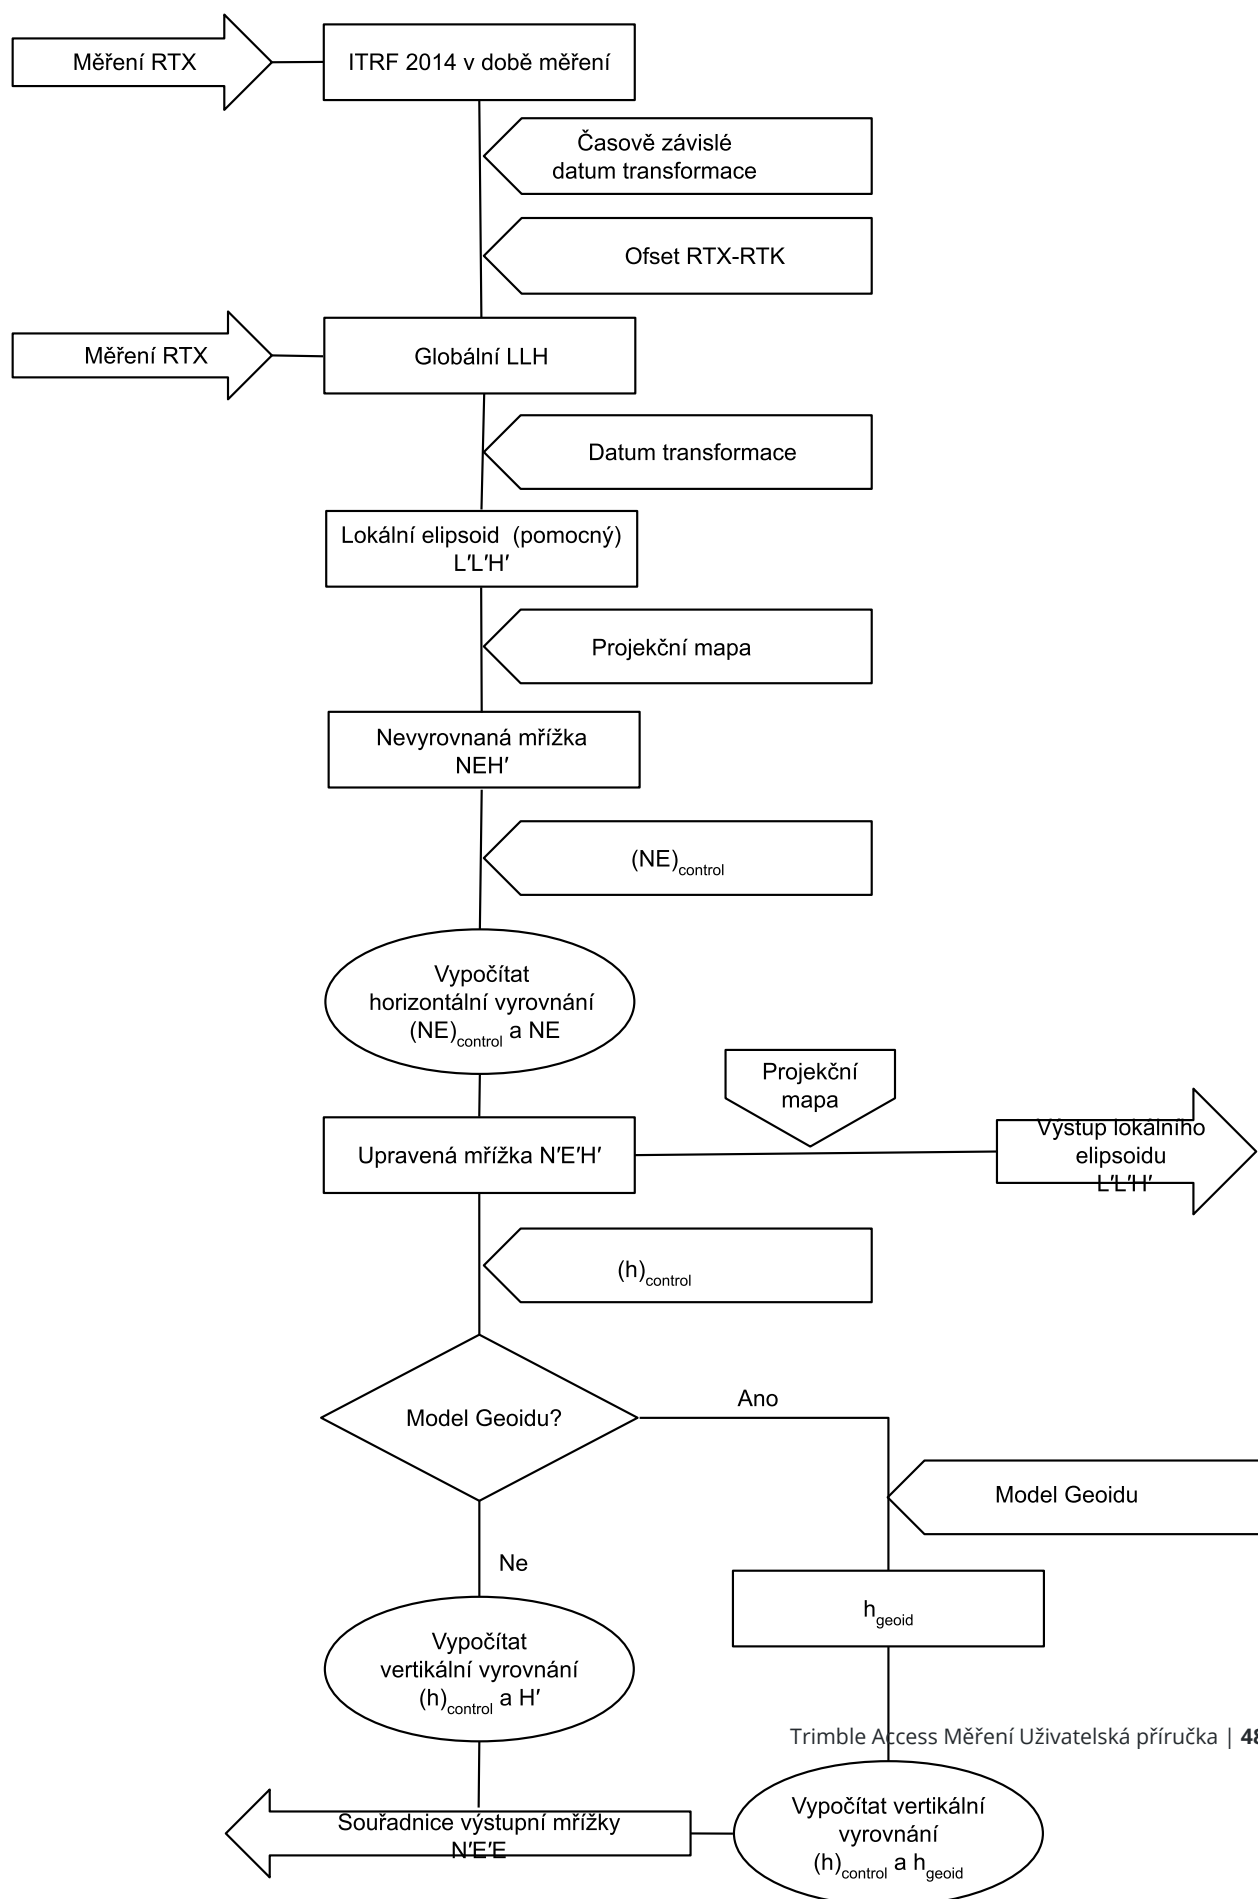 Měření RTX
ITRF 2014 v době měření
Časově závislé
datum transformace
Ofset RTX-RTK
Měření RTX
Globální LLH
Datum transformace
Lokální elipsoid (pomocný)
L′L′H′
Projekční mapa
Nevyrovnaná mřížka
NEH′
(NE)control
Vypočítat
horizontální vyrovnání
(NE)control a NE
Projekční
mapa
Upravená mřížka N′E′H′
Výstup lokálního
elipsoidu
L′L′H′
(h)control
Ano
Model Geoidu?
Model Geoidu
Ne
hgeoid
Vypočítat
vertikální vyrovnání
(h)control a H′
Trimble Access Měření Uživatelská příručka | 48
Souřadnice výstupní mřížky
N′E′E
Vypočítat vertikální
vyrovnání
(h)control a hgeoid